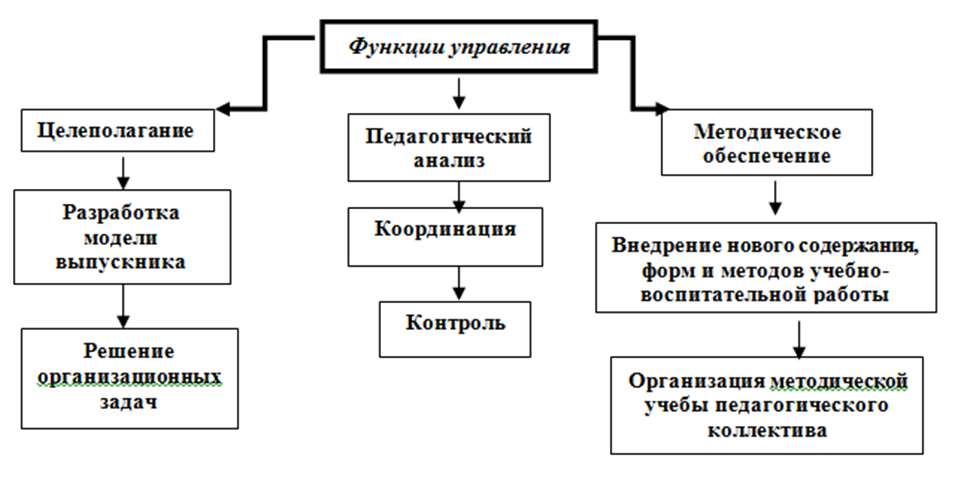 Функции управления
Целеполагание
Разработка
модели
выпускника
Решение
организационных
задач
Педагогический
анализ
Координация
Контроль
Методическое
обеспечение
Внедрение нового содержания,
форм и методов учебно-
воспитательной работы
Организация методической
учебы педагогического
коллектива